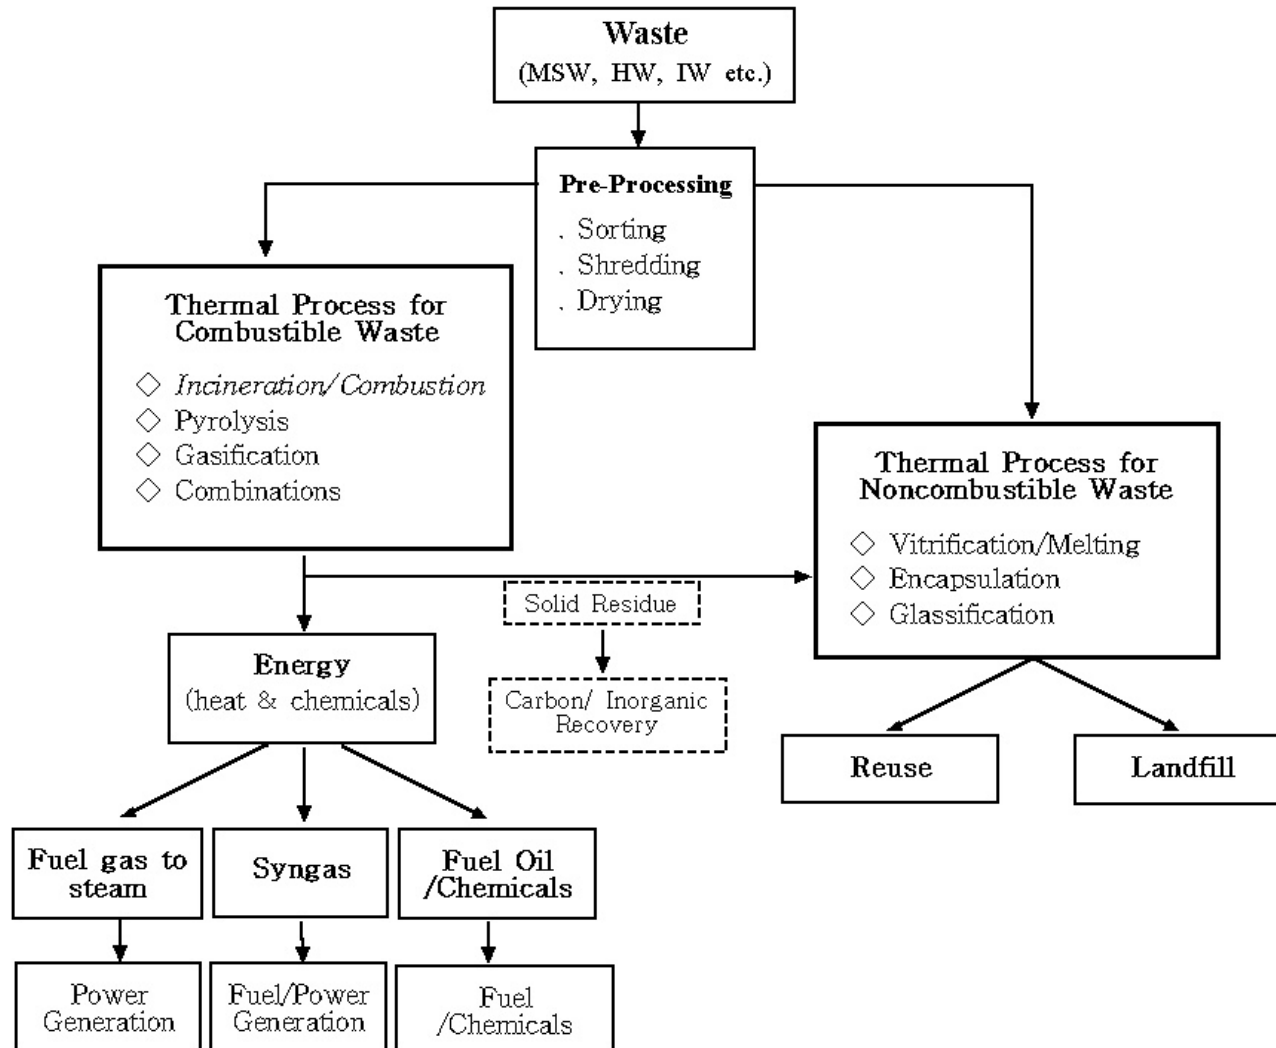 Waste
(MSW, HW, IW etc.)
Pre-Processing
. Sorting
. Shredding
. Drying
Thermal Process for
Combustible Waste
◇ Incineration/Combustion
◇ Pyrolysis
◇ Gasification
◇ Combinations
Thermal Process for
Noncombustible Waste
◇ Vitrification/Melting
◇ Encapsulation
◇ Glassification
Solid Residue
Carbon/ Inorganic
Recovery
Energy
(heat & chemicals)
Reuse
Landfill
Fuel gas to
steam
Syngas
Fuel Oil
/Chemicals
Power
Generation
Fuel/Power
Generation
Fuel
/Chemicals